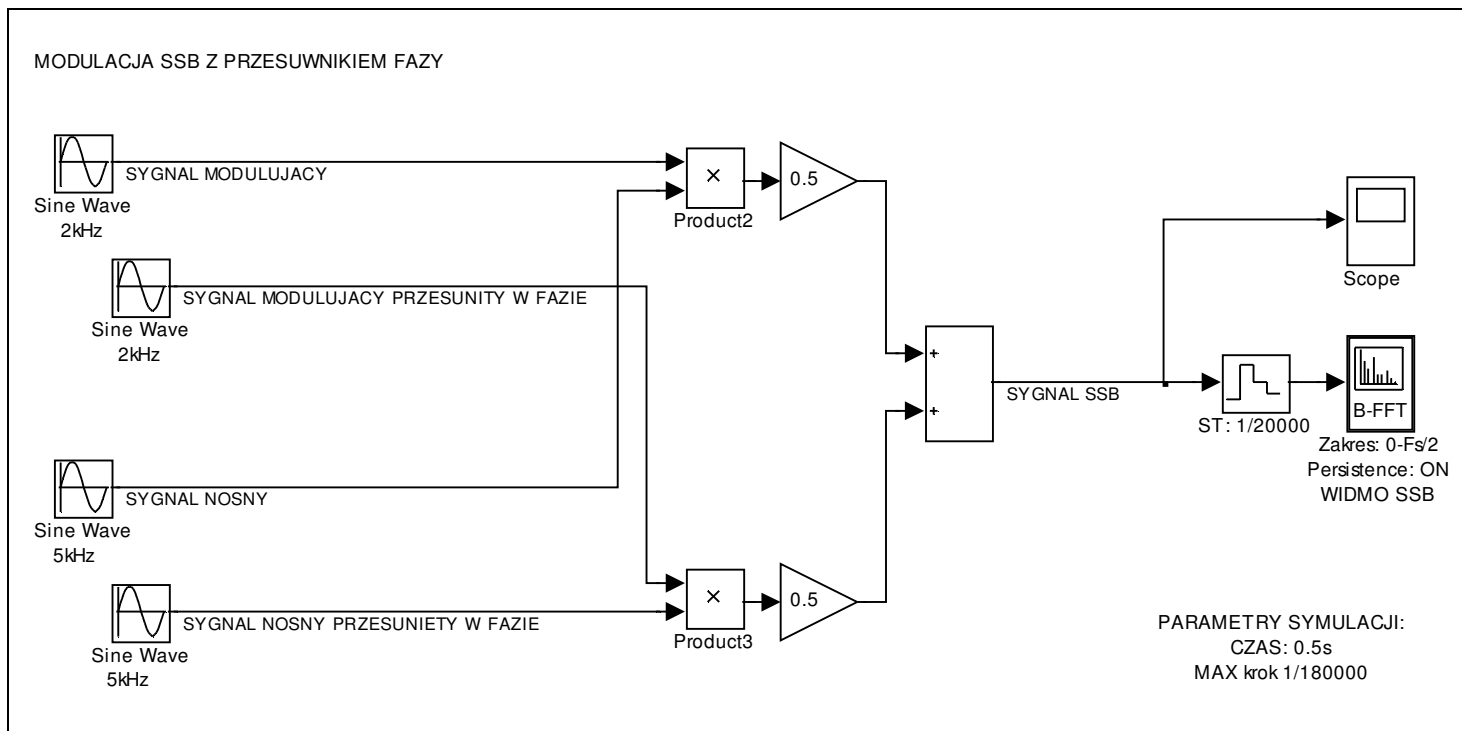 MODULACJA SSB Z PRZESUWNIKIEM FAZY
SYGNAL MODULUJACY
Sine Wave
2kHz
×
Product2
0.5
SYGNAL MODULUJACY PRZESUNITY W FAZIE
Sine Wave
2kHz
Scope
+
+
SYGNAL SSB
ST: 1/20000
B-FFT
Zakres: 0-Fs/2
Persistence: ON
WIDMO SSB
SYGNAL NOSNY
Sine Wave
5kHz
SYGNAL NOSNY PRZESUNIETY W FAZIE
Sine Wave
5kHz
×
Product3
0.5
PARAMETRY SYMULACJI:
CZAS: 0.5s
MAX krok 1/180000